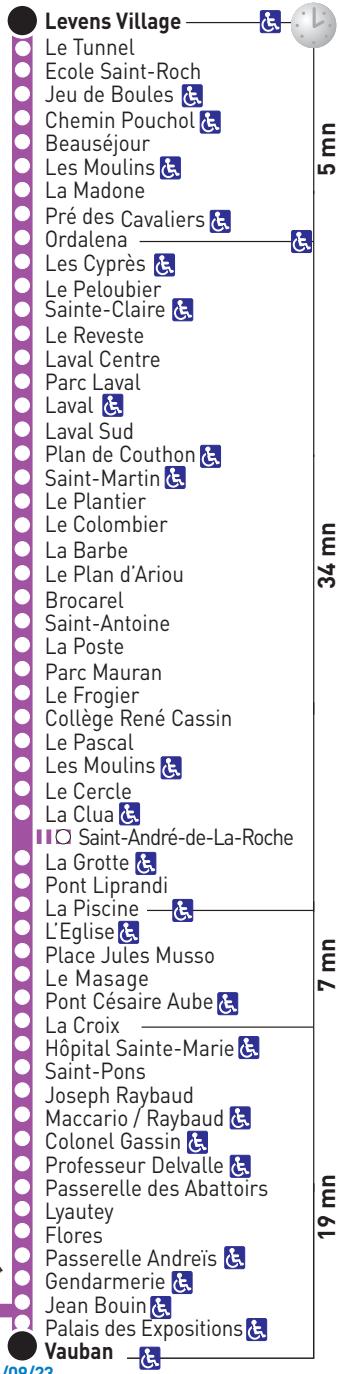 Levens Village
Le Tunnel
Ecole Saint-Roch
Jeu de Boules
Chemin Pouchol
Beauséjour
Les Moulins
La Madone
5 mn
Pré des Cavaliers
Ordalena
Les Cyprès
Le Peloubier
Sainte-Claire
Le Reveste
Laval Centre
Parc Laval
Laval
Laval Sud
Plan de Couthon
Saint-Martin
Le Plantier
Le Colombier
La Barbe
Le Plan d'Ariou
34 mn
Brocarel
Saint-Antoine
La Poste
Parc Mauran
Le Frogier
Collège René Cassin
Le Pascal
Les Moulins
Le Cercle
La Clua
Saint-André-de-La-Roche
La Grotte
Pont Liprandi
La Piscine
L'Eglise
Place Jules Musso
Le Masage
7 mn
Pont Césaire Aube
La Croix
Hôpital Sainte-Marie
Saint-Pons
Joseph Raybaud
Maccario / Raybaud
Colonel Gassin
Professeur Delvalle
Passerelle des Abattoirs
Lyautey
19 mn
Flores
Passerelle Andreïs
Gendarmerie
Jean Bouin
Palais des Expositions
Vauban
/09/23